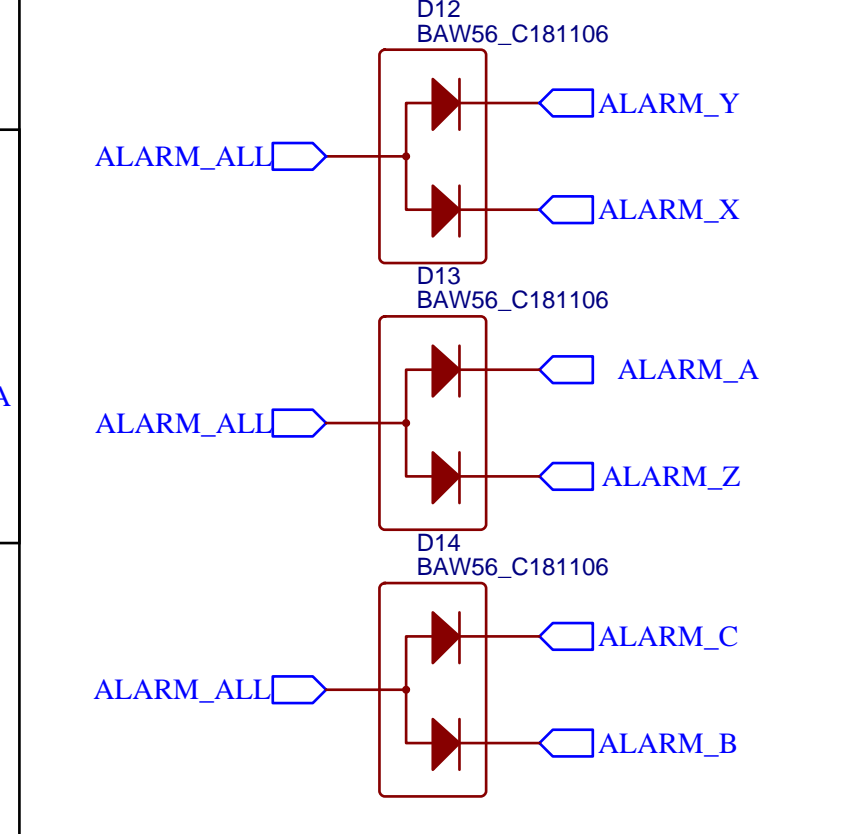 D12
BAW56_C181106
ALARM_Y
ALARM_ALL
ALARM_X
D13
BAW56_C181106
ALARM_A
A
ALARM_ALL
ALARM_Z
D14
BAW56_C181106
ALARM_C
ALARM_ALL
ALARM_B